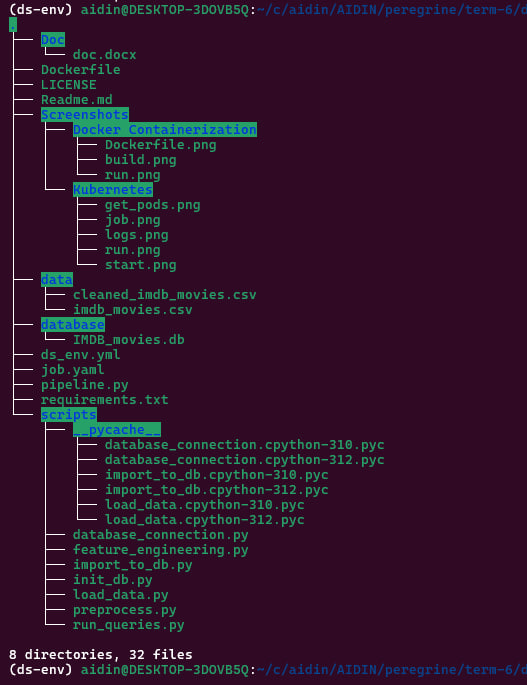 (ds-env) aidin@DESKTOP-3DOVB5Q:~/c/aidin/AIDIN/peregrine/term-6/d
.
├── Doc
│   └── doc.docx
├── Dockerfile
├── LICENSE
├── Readme.md
├── Screenshots
│   ├── Docker Containerization
│   │   ├── Dockerfile.png
│   │   ├── build.png
│   │   └── run.png
│   └── Kubernetes
│       ├── get_pods.png
│       ├── job.png
│       ├── logs.png
│       ├── run.png
│       └── start.png
├── data
│   ├── cleaned_imdb_movies.csv
│   └── imdb_movies.csv
├── database
│   └── IMDB_movies.db
├── ds_env.yml
├── job.yaml
├── pipeline.py
├── requirements.txt
└── scripts
    ├── __pycache__
    │   ├── database_connection.cpython-310.pyc
    │   ├── database_connection.cpython-312.pyc
    │   ├── import_to_db.cpython-310.pyc
    │   ├── import_to_db.cpython-312.pyc
    │   ├── load_data.cpython-310.pyc
    │   └── load_data.cpython-312.pyc
    ├── database_connection.py
    ├── feature_engineering.py
    ├── import_to_db.py
    ├── init_db.py
    ├── load_data.py
    ├── preprocess.py
    └── run_queries.py

8 directories, 32 files
(ds-env) aidin@DESKTOP-3DOVB5Q:~/c/aidin/AIDIN/peregrine/term-6/d